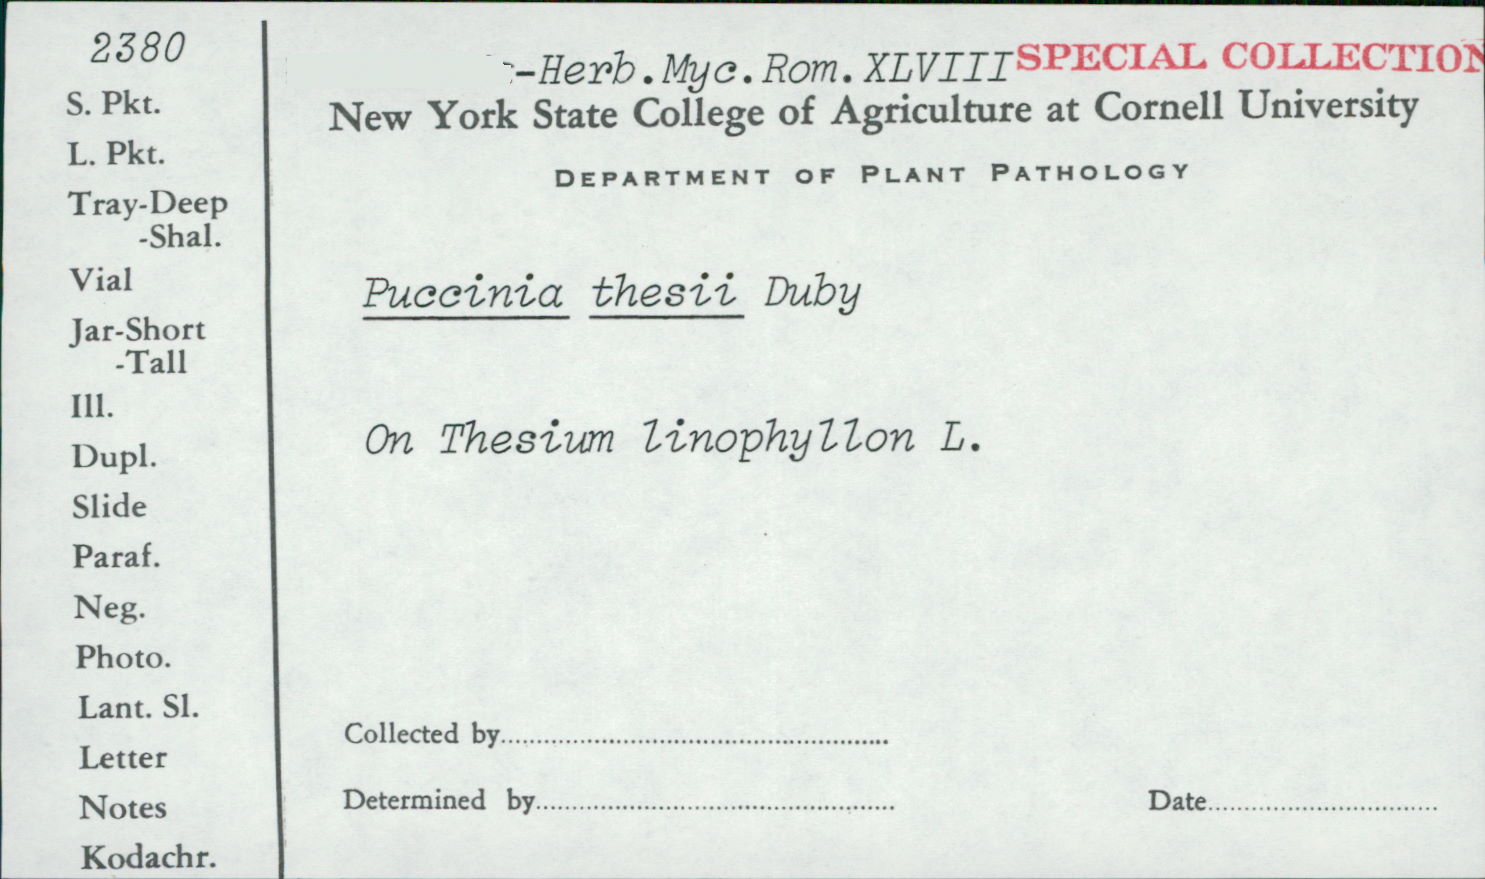 2380
S. Pkt.
L. Pkt.
Tray-Deep
-Shal.
Vial
Jar-Short
-Tall
Ill.
Dupl.
Slide
Paraf.
Neg.
Photo.
Lant. Sl.
Letter
Notes
Kodachr.
-Herb.Myc.Rom. XLVIII SPECIAL COLLECTION
New York State College of Agriculture at Cornell University
DEPARTMENT OF PLANT PATHOLOGY
Puccinia thesii Duby
On Thesium linophyllon L.
Collected by
Determined by
Date